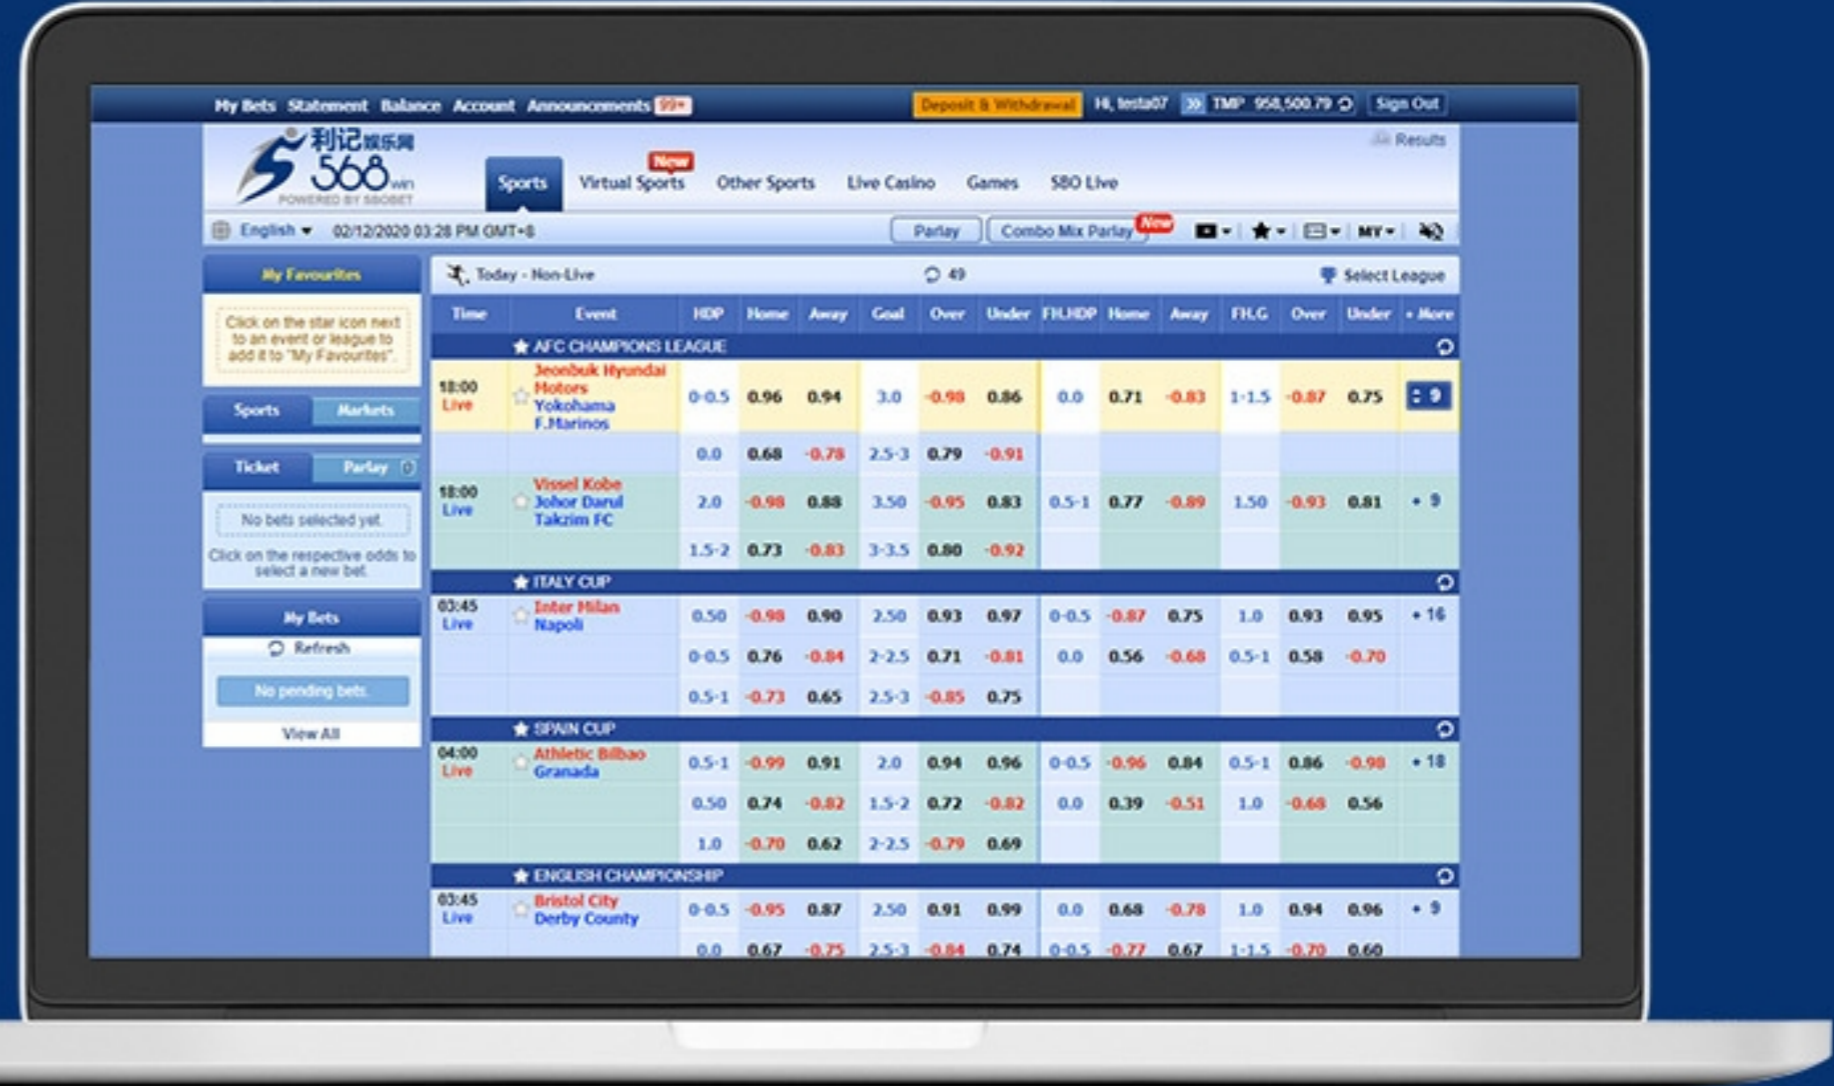 My Bets Statement Balance Account Announcements 99+ Deposit & Withdrawal Hi, testa07 TMP 958,500.79 Sign Out
利记娱乐网
568win
POWERED BY SBOBET
Results
New
Sports Virtual Sports Other Sports Live Casino Games SBO Live
English 02/12/2020 03:28 PM GMT+8 Parlay Combo Mix Parlay New MY
My Favourites
Click on the star icon next
to an event or league to
add it to "My Favourites".
Sports Markets
Ticket Parlay 0
No bets selected yet.
Click on the respective odds to
select a new bet.
My Bets
Refresh
No pending bets.
View All
Today - Non-Live 49 Select League
Time Event HDP Home Away Goal Over Under FH.HDP Home Away FH.G Over Under + More
AFC CHAMPIONS LEAGUE
18:00 Live Jeonbuk Hyundai Motors Yokohama F.Marinos 0-0.5 0.96 0.94 3.0 -0.98 0.86 0.0 0.71 -0.83 1-1.5 -0.87 0.75 9
0.0 0.68 -0.78 2.5-3 0.79 -0.91
18:00 Live Vissel Kobe Johor Darul Takzim FC 2.0 -0.98 0.88 3.50 -0.95 0.83 0.5-1 0.77 -0.89 1.50 -0.93 0.81 + 9
1.5-2 0.73 -0.83 3-3.5 0.80 -0.92
ITALY CUP
03:45 Live Inter Milan Napoli 0.50 -0.98 0.90 2.50 0.93 0.97 0-0.5 -0.87 0.75 1.0 0.93 0.95 + 16
0-0.5 0.76 -0.84 2-2.5 0.71 -0.81 0.0 0.56 -0.68 0.5-1 0.58 -0.70
0.5-1 -0.73 0.65 2.5-3 -0.85 0.75
SPAIN CUP
04:00 Live Athletic Bilbao Granada 0.5-1 -0.99 0.91 2.0 0.94 0.96 0-0.5 -0.96 0.84 0.5-1 0.86 -0.98 + 18
0.50 0.74 -0.82 1.5-2 0.72 -0.82 0.0 0.39 -0.51 1.0 -0.68 0.56
1.0 -0.70 0.62 2-2.5 -0.79 0.69
ENGLISH CHAMPIONSHIP
03:45 Live Bristol City Derby County 0-0.5 -0.95 0.87 2.50 0.91 0.99 0.0 0.68 -0.78 1.0 0.94 0.96 + 9
0.0 0.67 -0.75 2.5-3 -0.84 0.74 0-0.5 -0.77 0.67 1-1.5 -0.70 0.60